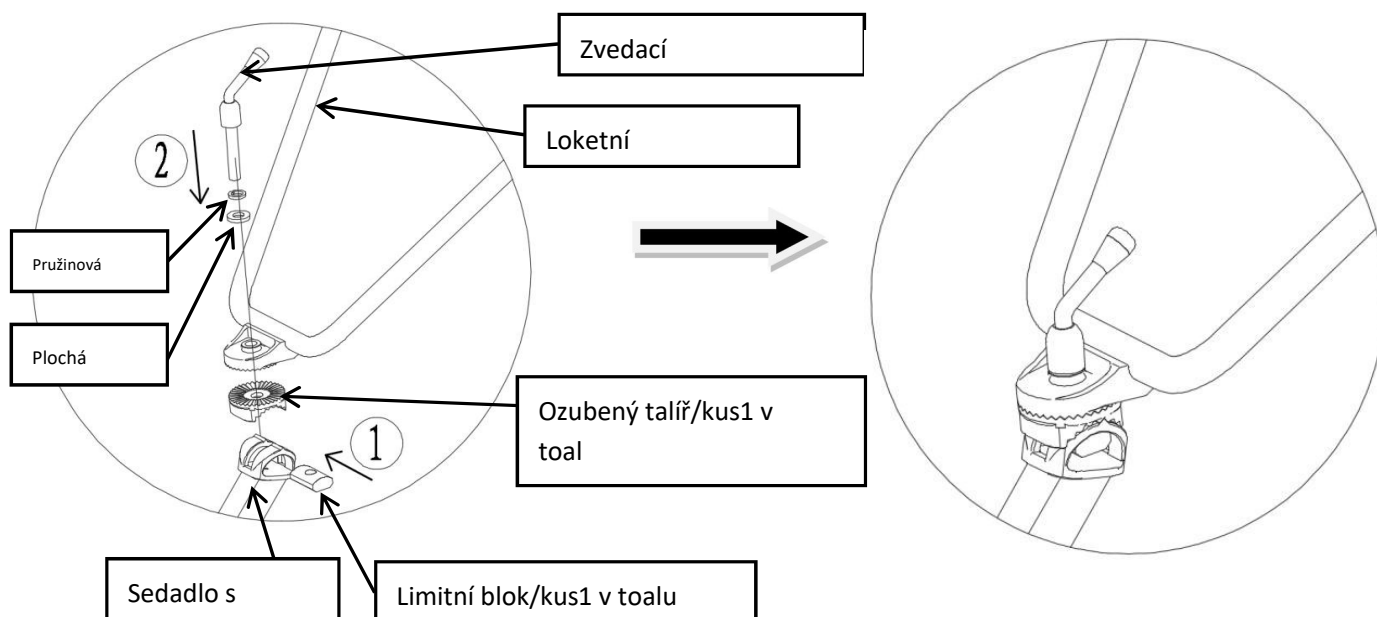 Zvedací
Loketní
2
Pružinová
Plochá
Ozubený talíř/kus1 v
toal
1
Sedadlo s
Limitní blok/kus1 v toalu